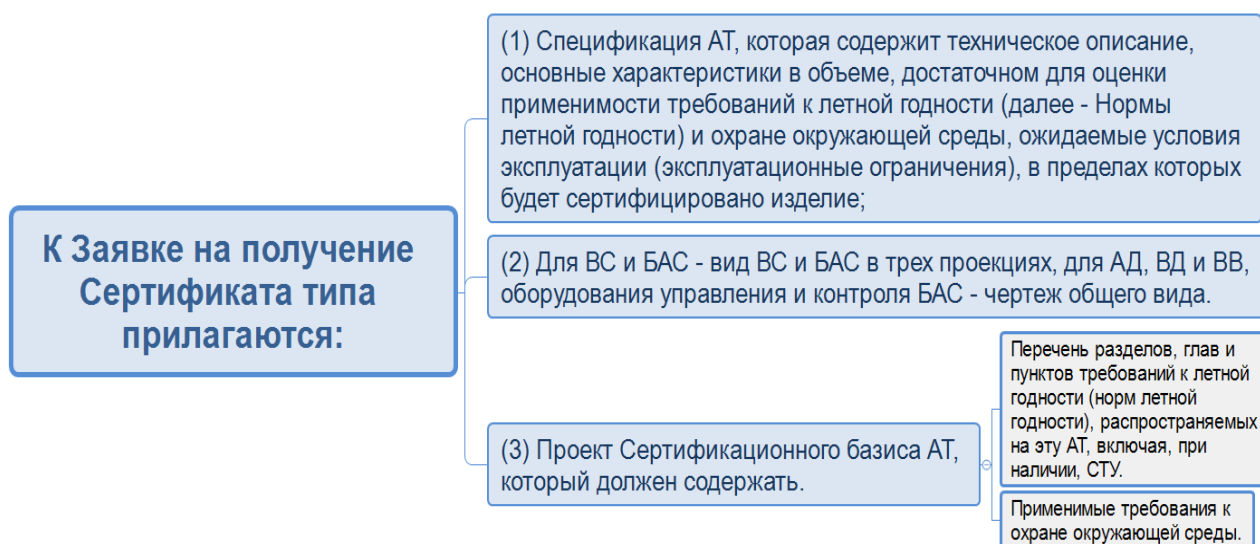 К Заявке на получение
Сертификата типа
прилагаются:
(1) Спецификация АТ, которая содержит техническое описание,
основные характеристики в объеме, достаточном для оценки
применимости требований к летной годности (далее - Нормы
летной годности) и охране окружающей среды, ожидаемые условия
эксплуатации (эксплуатационные ограничения), в пределах которых
будет сертифицировано изделие;
(2) Для ВС и БАС - вид ВС и БАС в трех проекциях, для АД, ВД и ВВ,
оборудования управления и контроля БАС - чертеж общего вида.
(3) Проект Сертификационного базиса АТ,
который должен содержать.
Перечень разделов, глав и
пунктов требований к летной
годности (норм летной
годности), распространяемых
на эту АТ, включая, при
наличии, СТУ.
Применимые требования к
охране окружающей среды.